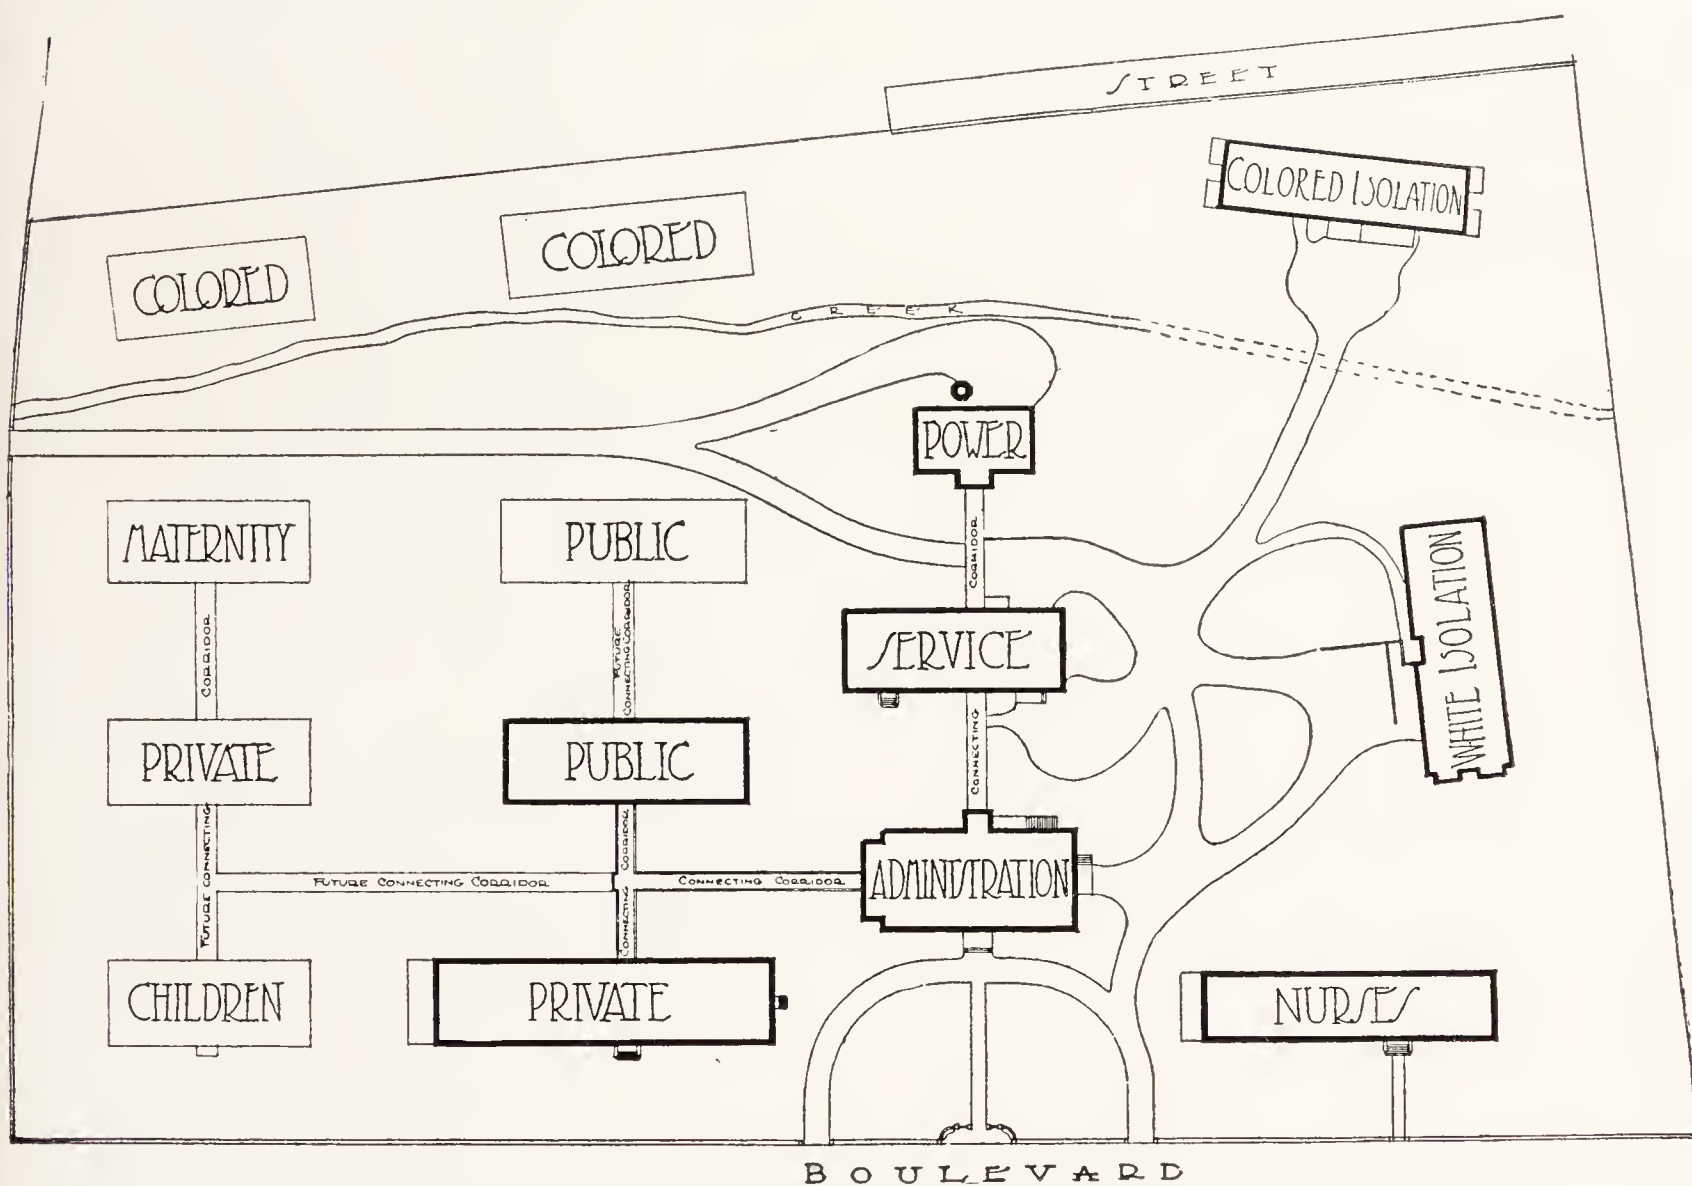 STREET
COLORED ISOLATION
COLORED
COLORED
CREEK
POWER
MATERNITY
PUBLIC
CORRIDOR
WHITE ISOLATION
CORRIDOR
FUTURE
CONNECTING CORRIDOR
SERVICE
PRIVATE
PUBLIC
CONNECTING
FUTURE CONNECTING
CONNECTING CORRIDOR
FUTURE CONNECTING CORRIDOR
CONNECTING CORRIDOR
ADMINISTRATION
CHILDREN
PRIVATE
NURSES
BOULEVARD